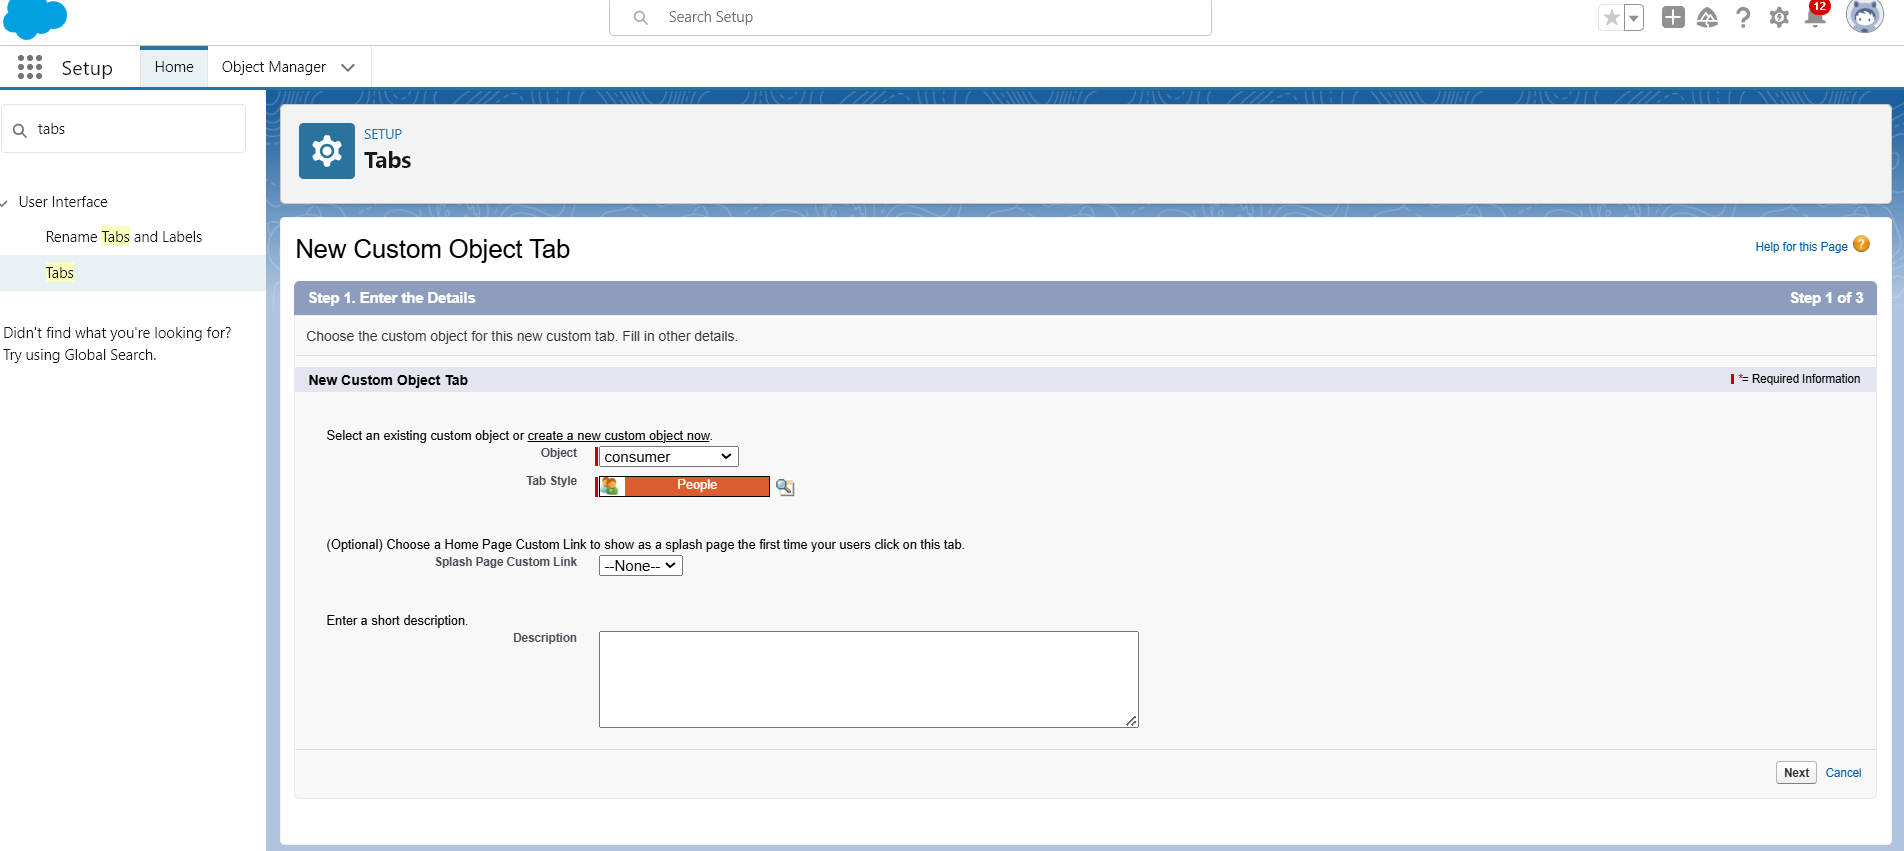 Search Setup
12
Setup
Home
Object Manager
tabs
User Interface
Rename Tabs and Labels
Tabs
Didn't find what you're looking for?
Try using Global Search.
SETUP
Tabs
New Custom Object Tab
Help for this Page ?
Step 1. Enter the Details
Step 1 of 3
Choose the custom object for this new custom tab. Fill in other details.
New Custom Object Tab
*= Required Information
Select an existing custom object or create a new custom object now.
Object
consumer
Tab Style
People
(Optional) Choose a Home Page Custom Link to show as a splash page the first time your users click on this tab.
Splash Page Custom Link
--None--
Enter a short description.
Description
Next
Cancel